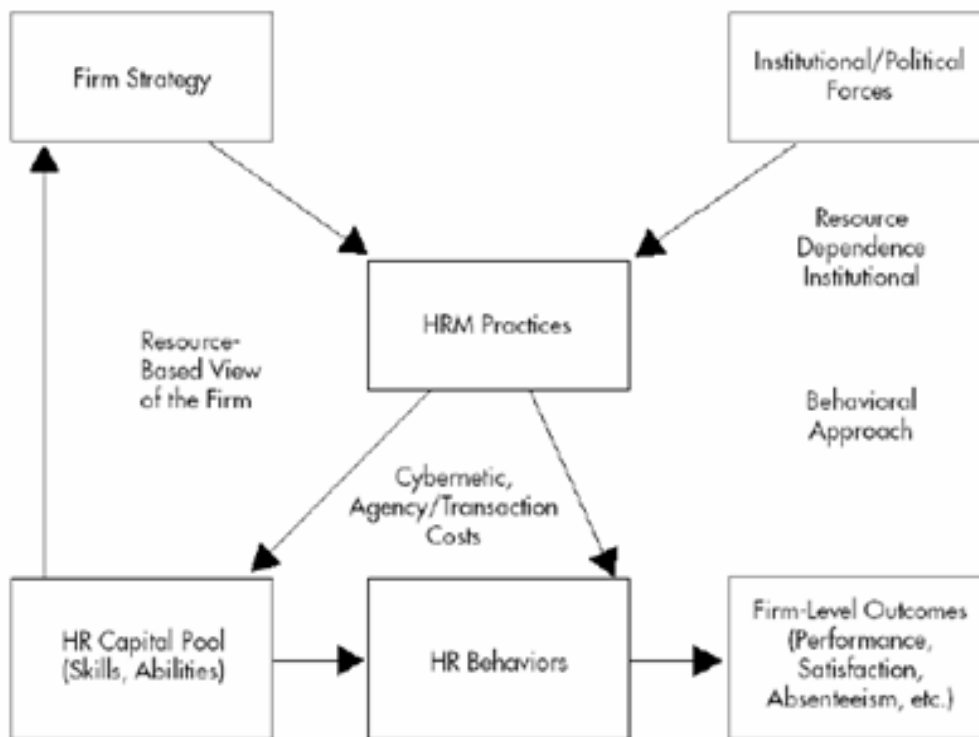 Firm Strategy
Institutional/Political
Forces
Resource
Dependence
Institutional
HRM Practices
Resource-
Based View
of the Firm
Behavioral
Approach
Cybernetic,
Agency/Transaction
Costs
HR Capital Pool
(Skills, Abilities)
HR Behaviors
Firm-Level Outcomes
(Performance,
Satisfaction,
Absenteeism, etc.)